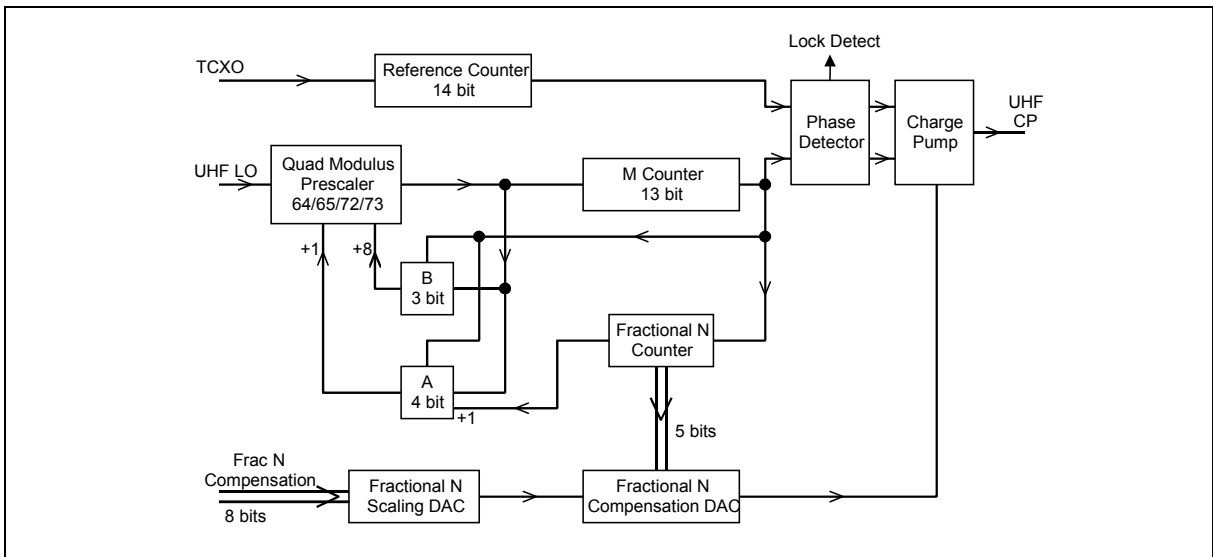 Lock Detect
TCXO
Reference Counter
14 bit
UHF
CP
Phase
Detector
Charge
Pump
UHF LO
Quad Modulus
Prescaler
64/65/72/73
M Counter
13 bit
+1
+8
B
3 bit
Fractional N
Counter
A
4 bit
+1
5 bits
Frac N
Compensation
8 bits
Fractional N
Scaling DAC
Fractional N
Compensation DAC